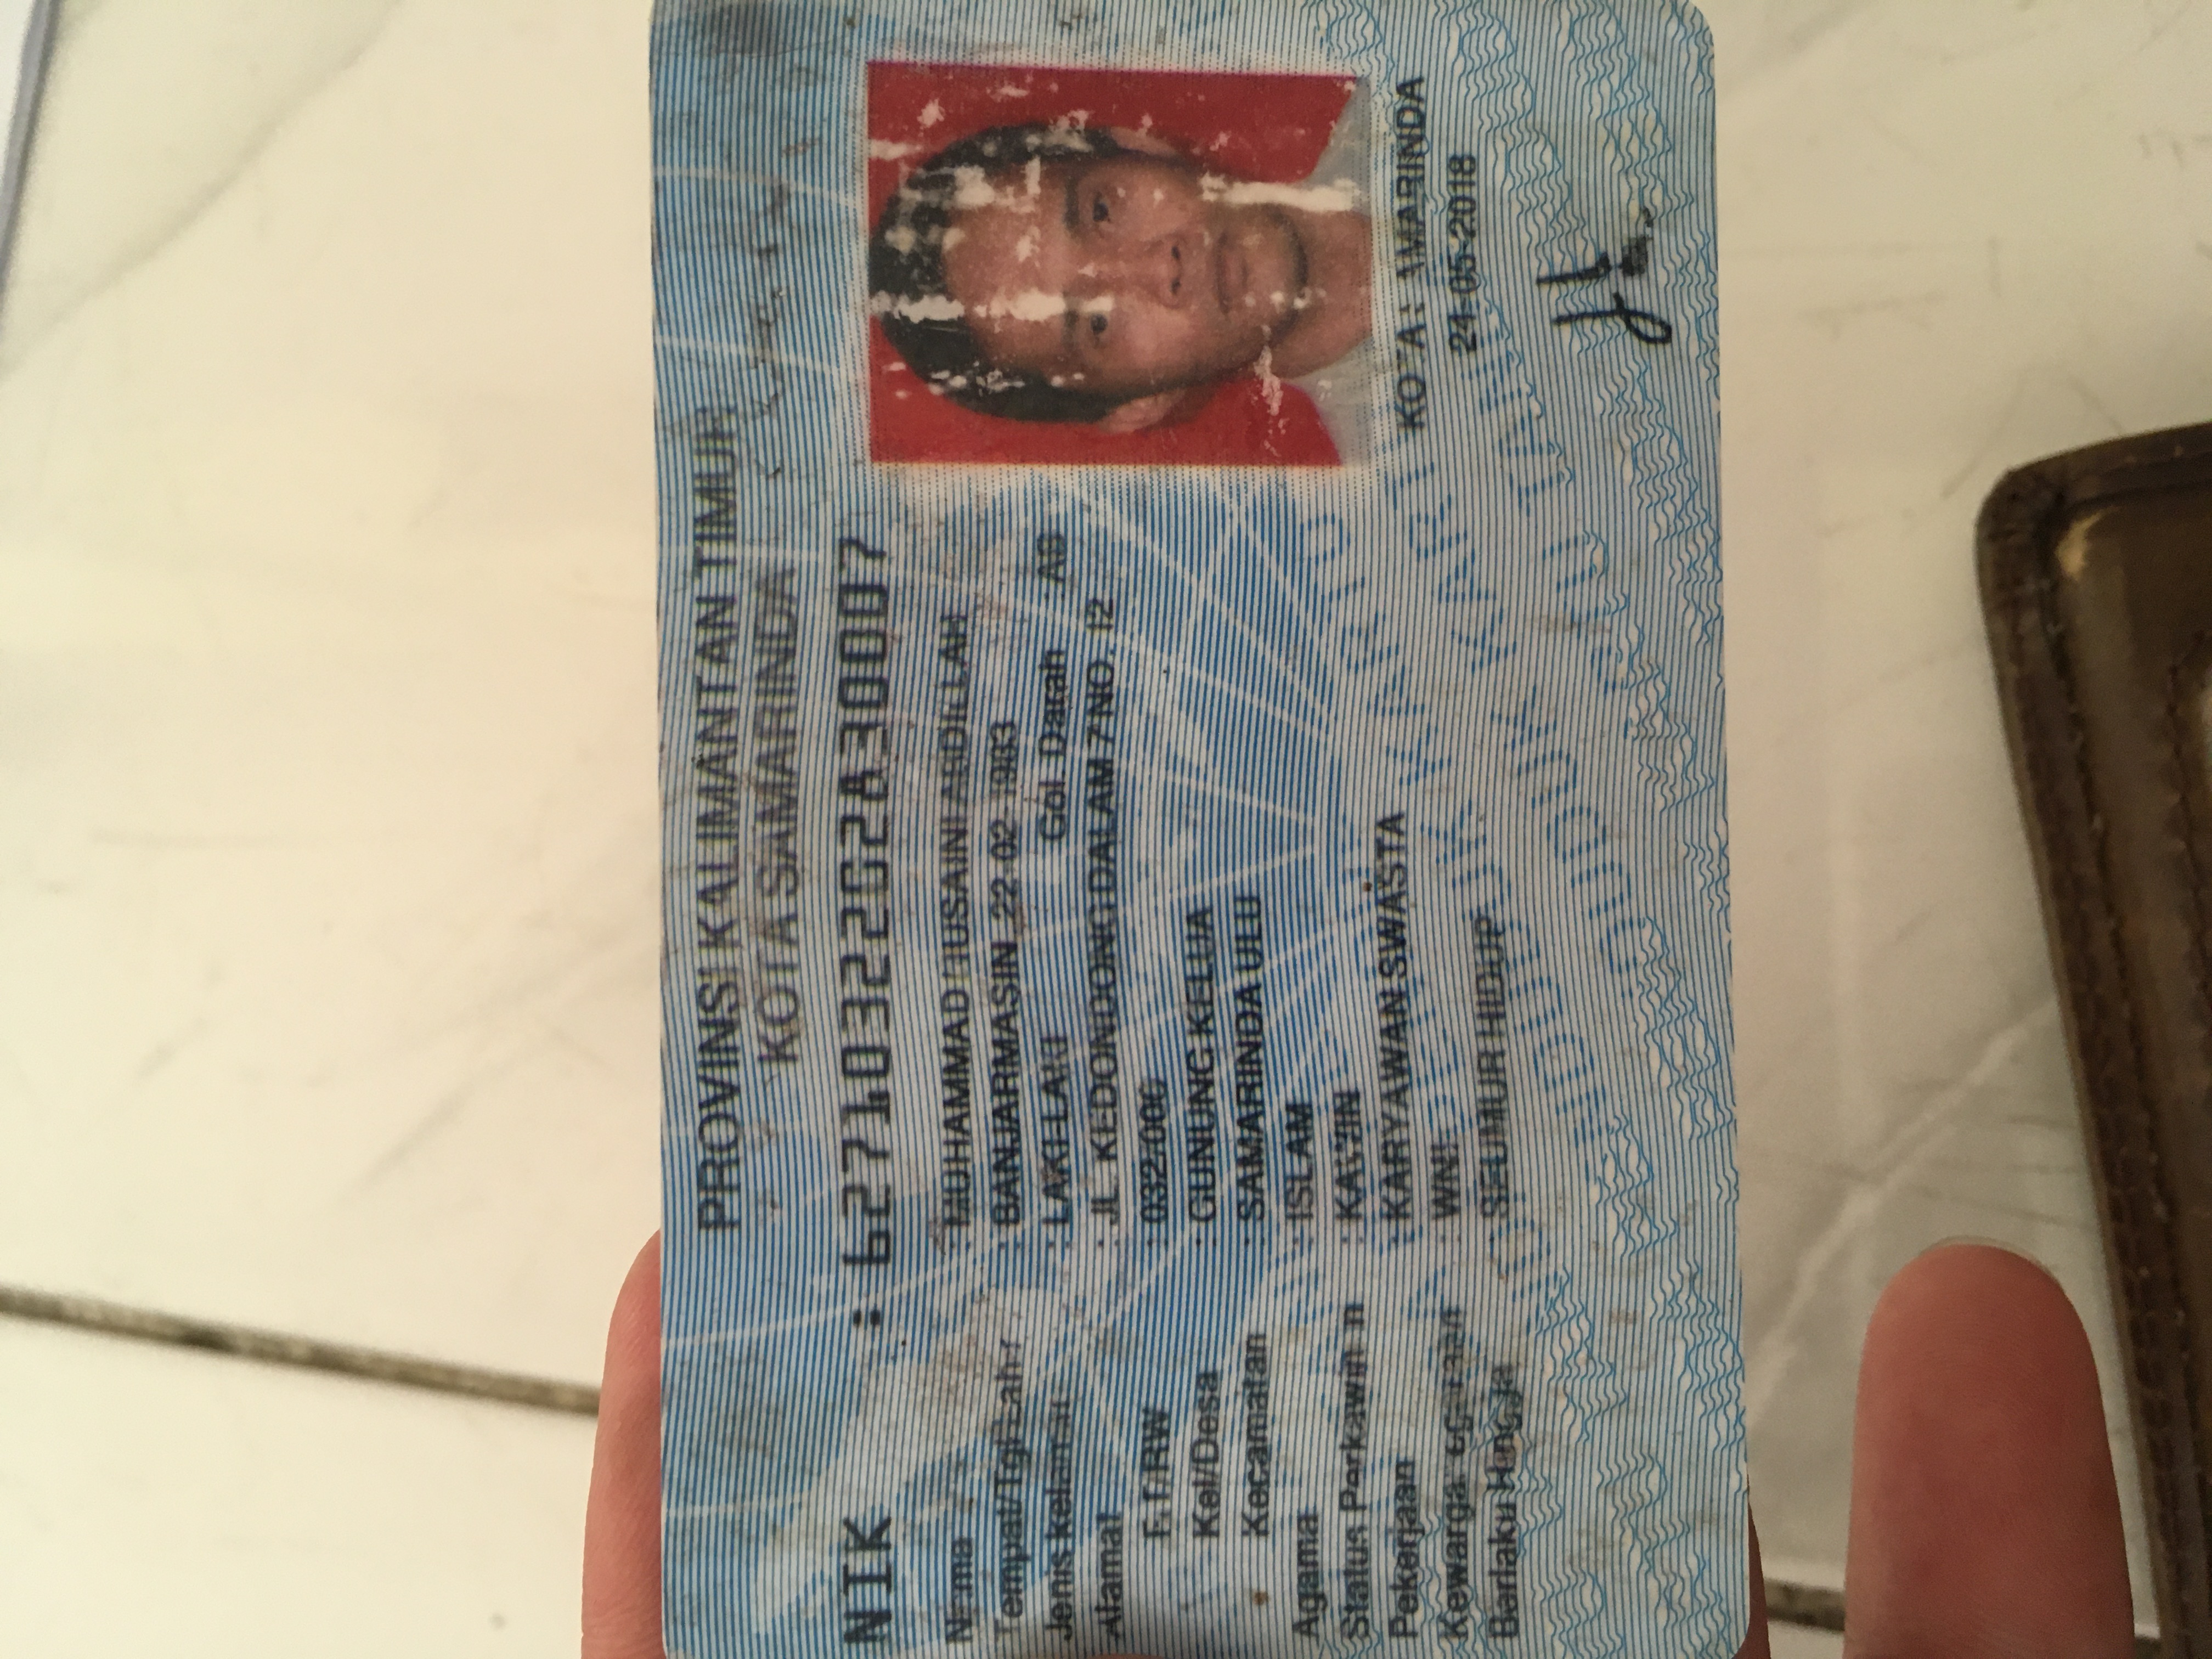 PROVINSI KALIMANTAN TIMUR
KOTA SAMARINDA
NIK : 6271032202830007
Nama : MUHAMMAD HUSAINI ABDILLAH
Tempat/Tgl Lahir : BANJARMASIN, 22-02-1983
Jenis kelamin : LAKI-LAKI Gol. Darah : AB
Alamat : JL. KEDONDONG DALAM 7 NO. 12
RT/RW : 032/006
Kel/Desa : GUNUNG KELUA
Kecamatan : SAMARINDA ULU
Agama : ISLAM
Status Perkawinan : KAWIN
Pekerjaan : KARYAWAN SWASTA
Kewarganegaraan : WNI
Berlaku Hingga : SEUMUR HIDUP
KOTA SAMARINDA
24-05-2018